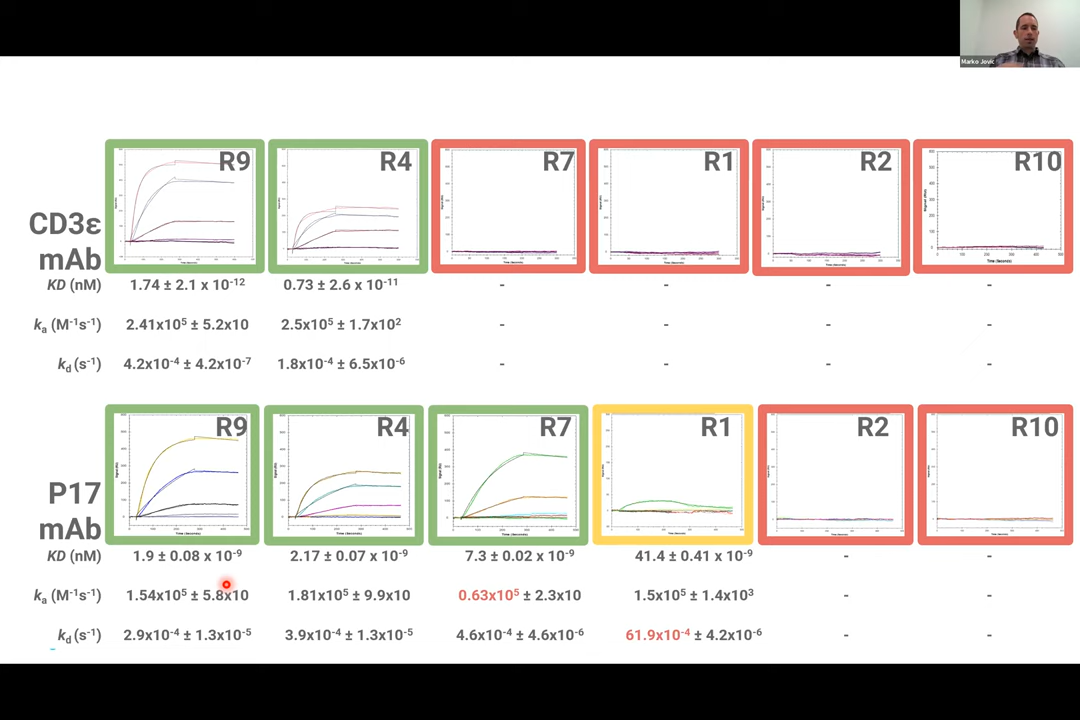 Marko Jovic
R9 R4 R7 R1 R2 R10
CD3ε
mAb
KD (nM) 1.74 ± 2.1 x 10⁻¹² 0.73 ± 2.6 x 10⁻¹¹ - - - -
kₐ (M⁻¹s⁻¹) 2.41x10⁵ ± 5.2x10 2.5x10⁵ ± 1.7x10² - - - -
k_d (s⁻¹) 4.2x10⁻⁴ ± 4.2x10⁻⁷ 1.8x10⁻⁴ ± 6.5x10⁻⁶ - - - -
R9 R4 R7 R1 R2 R10
P17
mAb
KD (nM) 1.9 ± 0.08 x 10⁻⁹ 2.17 ± 0.07 x 10⁻⁹ 7.3 ± 0.02 x 10⁻⁹ 41.4 ± 0.41 x 10⁻⁹ - -
kₐ (M⁻¹s⁻¹) 1.54x10⁵ ± 5.8x10 1.81x10⁵ ± 9.9x10 0.63x10⁵ ± 2.3x10 1.5x10⁵ ± 1.4x10³ - -
k_d (s⁻¹) 2.9x10⁻⁴ ± 1.3x10⁻⁵ 3.9x10⁻⁴ ± 1.3x10⁻⁵ 4.6x10⁻⁴ ± 4.6x10⁻⁶ 61.9x10⁻⁴ ± 4.2x10⁻⁶ - -